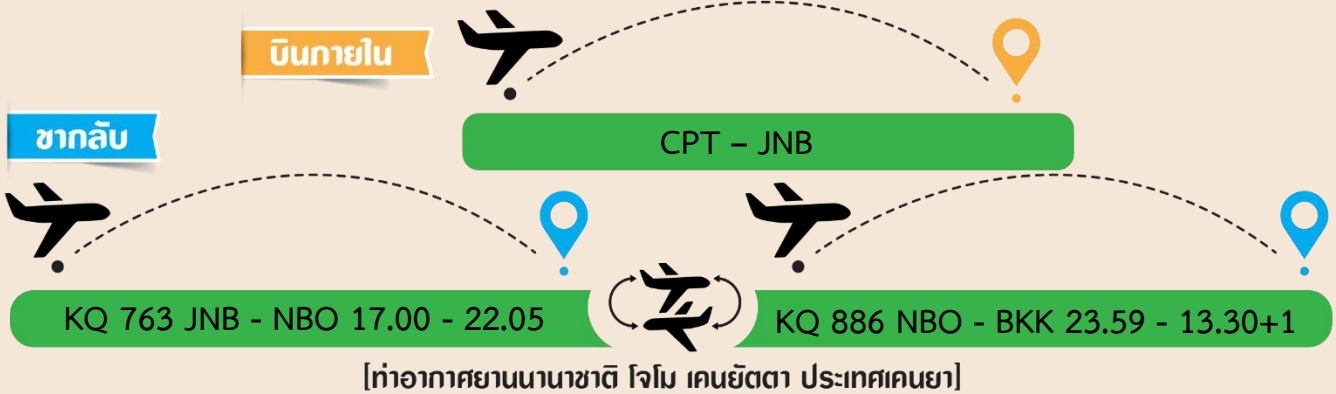 บินภายใน
CPT – JNB
ขากลับ
KQ 763 JNB - NBO 17.00 - 22.05
KQ 886 NBO - BKK 23.59 - 13.30+1
[ท่าอากาศยานนานาชาติ โจโม เคนยัตตา ประเทศเคนยา]